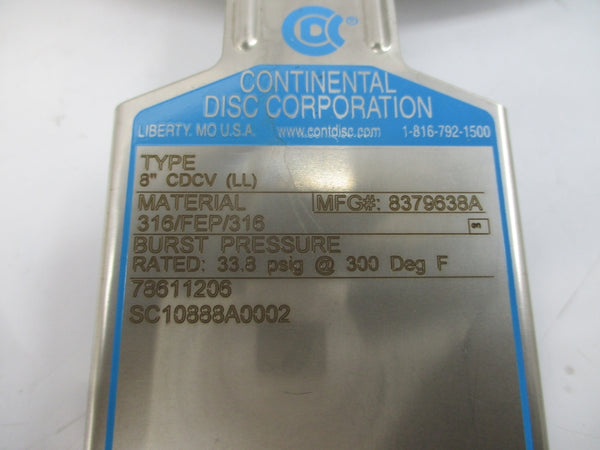 CDC®
CONTINENTAL
DISC CORPORATION
LIBERTY, MO U.S.A. www.contdisc.com 1-816-792-1500
TYPE
8" CDCV (LL)
MATERIAL MFG#: 8379638A
316/FEP/316
BURST PRESSURE
RATED: 33.8 psig @ 300 Deg F
78611206
SC10888A0002